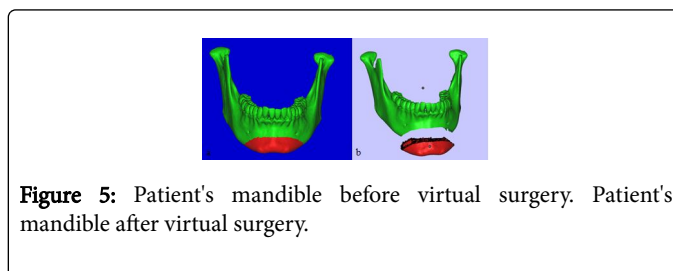 b
Figure 5: Patient's mandible before virtual surgery. Patient's
mandible after virtual surgery.